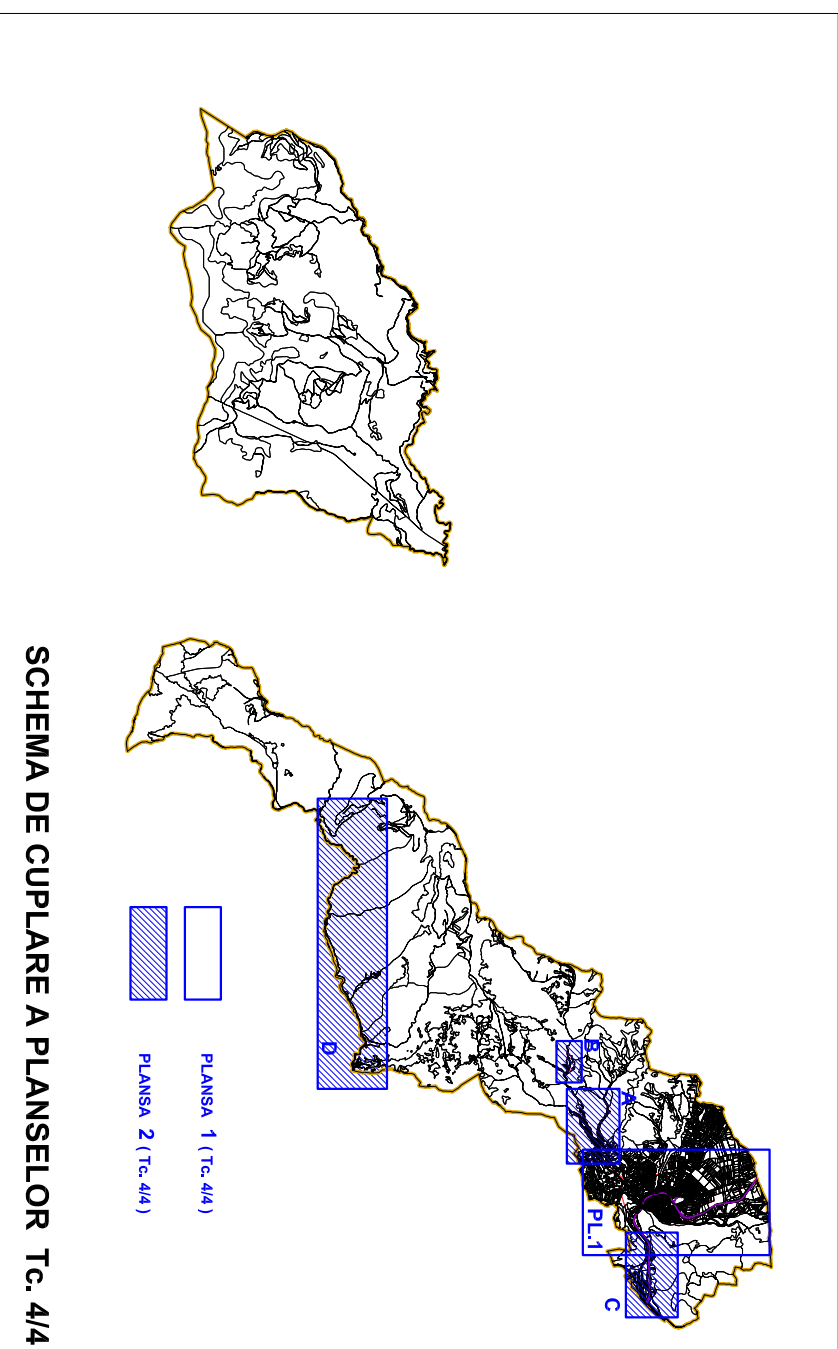 B
A
PL.1
C
D
PLANSA 1 ( Tc. 4/4 )
PLANSA 2 ( Tc. 4/4 )
SCHEMA DE CUPLARE A PLANSELOR Tc. 4/4